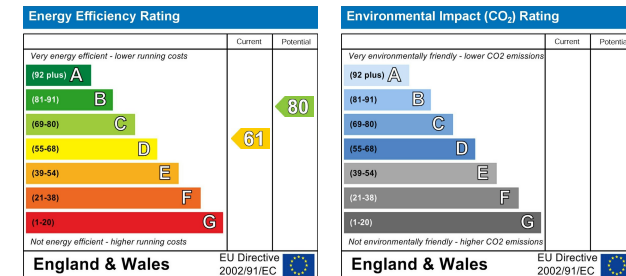 Energy Efficiency Rating
Current Potential
Very energy efficient - lower running costs
(92 plus) A
(81-91) B
80
(69-80) C
61
(55-68) D
(39-54) E
(21-38) F
(1-20) G
Not energy efficient - higher running costs
England & Wales
EU Directive
2002/91/EC
Environmental Impact (CO₂) Rating
Current Potential
Very environmentally friendly - lower CO2 emissions
(92 plus) A
(81-91) B
(69-80) C
(55-68) D
(39-54) E
(21-38) F
(1-20) G
Not environmentally friendly - higher CO2 emissions
England & Wales
EU Directive
2002/91/EC